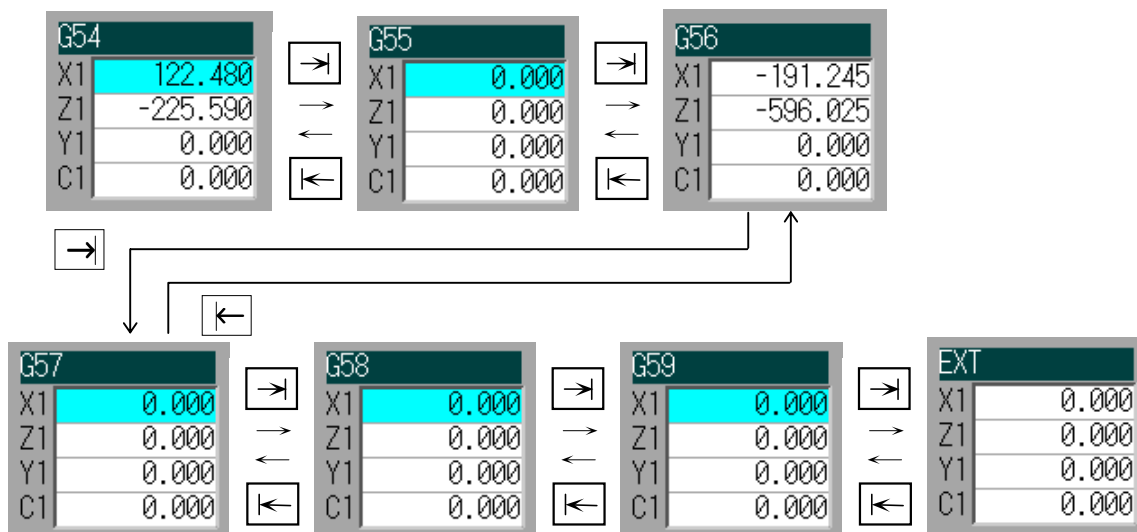 G54
X1 122.480
Z1 -225.590
Y1 0.000
C1 0.000
G55
X1 0.000
Z1 0.000
Y1 0.000
C1 0.000
G56
X1 -191.245
Z1 -596.025
Y1 0.000
C1 0.000
G57
X1 0.000
Z1 0.000
Y1 0.000
C1 0.000
G58
X1 0.000
Z1 0.000
Y1 0.000
C1 0.000
G59
X1 0.000
Z1 0.000
Y1 0.000
C1 0.000
EXT
X1 0.000
Z1 0.000
Y1 0.000
C1 0.000